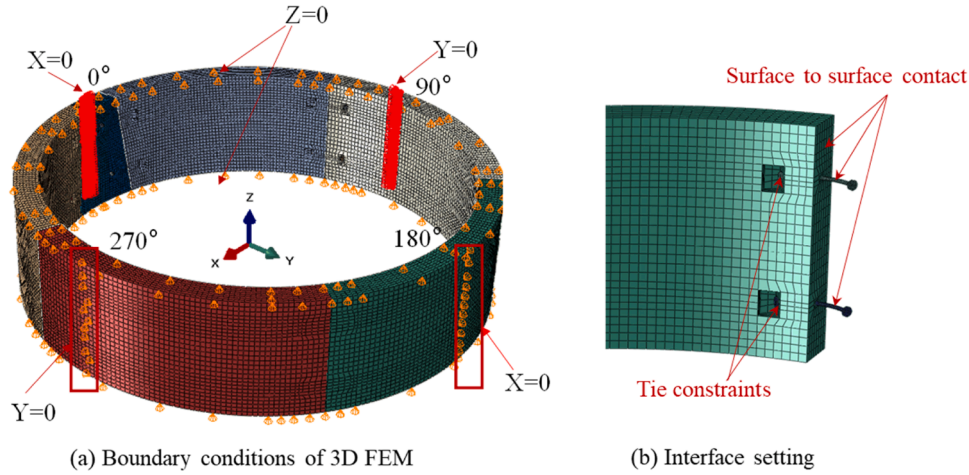 Z=0
X=0
0°
Y=0
90°
Surface to surface contact
Z
X
Y
270°
180°
Y=0
X=0
Tie constraints
(a) Boundary conditions of 3D FEM
(b) Interface setting